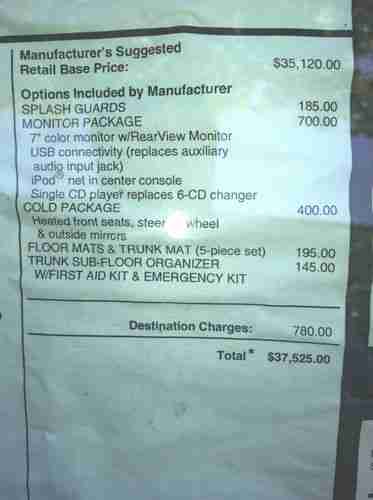 Manufacturer's Suggested
Retail Base Price: $35,120.00
Options Included by Manufacturer
SPLASH GUARDS 185.00
MONITOR PACKAGE 700.00
7" color monitor w/RearView Monitor
USB connectivity (replaces auxiliary
audio input jack)
iPod net in center console
Single CD player replaces 6-CD changer
COLD PACKAGE 400.00
Heated front seats, wheel
& outside mirrors
FLOOR MATS & TRUNK MAT (5-piece set) 195.00
TRUNK SUB-FLOOR ORGANIZER 145.00
W/FIRST AID KIT & EMERGENCY KIT
Destination Charges: 780.00
Total* $37,525.00